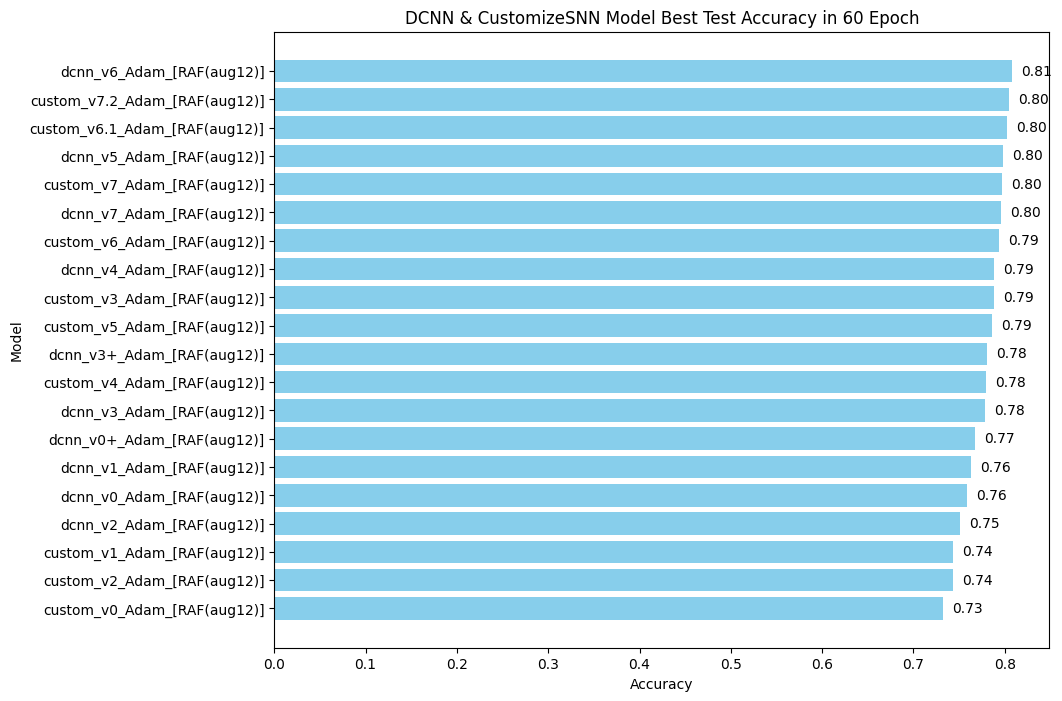 DCNN & CustomizeSNN Model Best Test Accuracy in 60 Epoch
dcnn_v6_Adam_[RAF(aug12)] 0.81
custom_v7.2_Adam_[RAF(aug12)] 0.80
custom_v6.1_Adam_[RAF(aug12)] 0.80
dcnn_v5_Adam_[RAF(aug12)] 0.80
custom_v7_Adam_[RAF(aug12)] 0.80
dcnn_v7_Adam_[RAF(aug12)] 0.80
custom_v6_Adam_[RAF(aug12)] 0.79
dcnn_v4_Adam_[RAF(aug12)] 0.79
custom_v3_Adam_[RAF(aug12)] 0.79
custom_v5_Adam_[RAF(aug12)] 0.79
dcnn_v3+_Adam_[RAF(aug12)] 0.78
custom_v4_Adam_[RAF(aug12)] 0.78
dcnn_v3_Adam_[RAF(aug12)] 0.78
dcnn_v0+_Adam_[RAF(aug12)] 0.77
dcnn_v1_Adam_[RAF(aug12)] 0.76
dcnn_v0_Adam_[RAF(aug12)] 0.76
dcnn_v2_Adam_[RAF(aug12)] 0.75
custom_v1_Adam_[RAF(aug12)] 0.74
custom_v2_Adam_[RAF(aug12)] 0.74
custom_v0_Adam_[RAF(aug12)] 0.73
Model
0.0 0.1 0.2 0.3 0.4 0.5 0.6 0.7 0.8
Accuracy